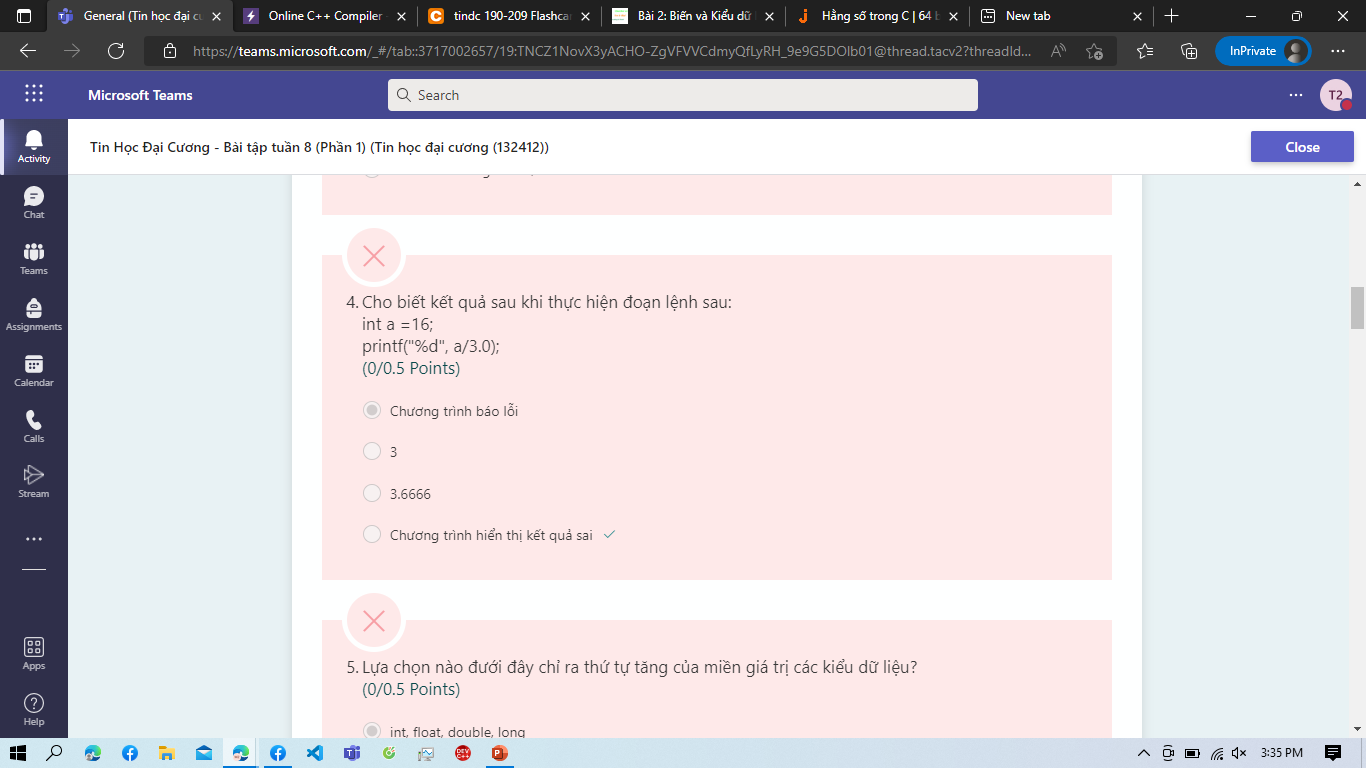 General (Tin học đại cu
Online C++ Compiler
tindc 190-209 Flashca
Bài 2: Biến và Kiểu dữ
Hằng số trong C | 64 b
New tab
https://teams.microsoft.com/_#/tab::3717002657/19:TNCZ1NovX3yACHO-ZgVFVVCdmyQfLyRH_9e9G5DOlb01@thread.tacv2?threadId...
InPrivate
Microsoft Teams
Search
T2
Activity
Chat
Teams
Assignments
Calendar
Calls
Stream
Apps
Help
Tin Học Đại Cương - Bài tập tuần 8 (Phần 1) (Tin học đại cương (132412))
Close
4. Cho biết kết quả sau khi thực hiện đoạn lệnh sau:
int a =16;
printf("%d", a/3.0);
(0/0.5 Points)
Chương trình báo lỗi
3
3.6666
Chương trình hiển thị kết quả sai
5. Lựa chọn nào dưới đây chỉ ra thứ tự tăng của miền giá trị các kiểu dữ liệu?
(0/0.5 Points)
int, float, double, long
3:35 PM